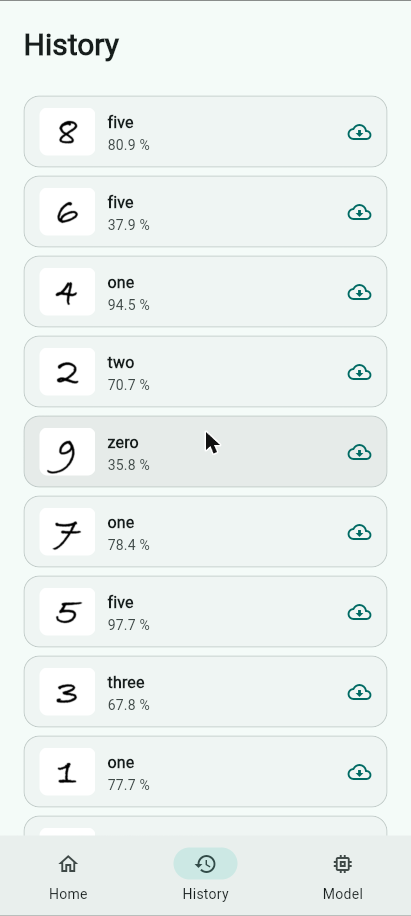 History
8 five
80.9 %
6 five
37.9 %
4 one
94.5 %
2 two
70.7 %
9 zero
35.8 %
7 one
78.4 %
5 five
97.7 %
3 three
67.8 %
1 one
77.7 %
Home History Model